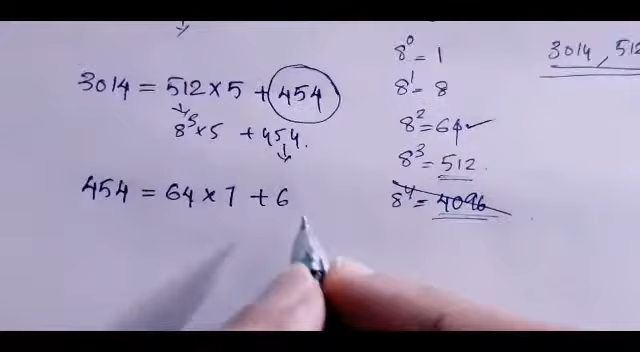 3014 = 512 × 5 + 454
8³ × 5 + 454.
454 = 64 × 7 + 6
8⁰ = 1
8¹ = 8
8² = 64 ✓
8³ = 512
8⁴ = 4096
3014, 512